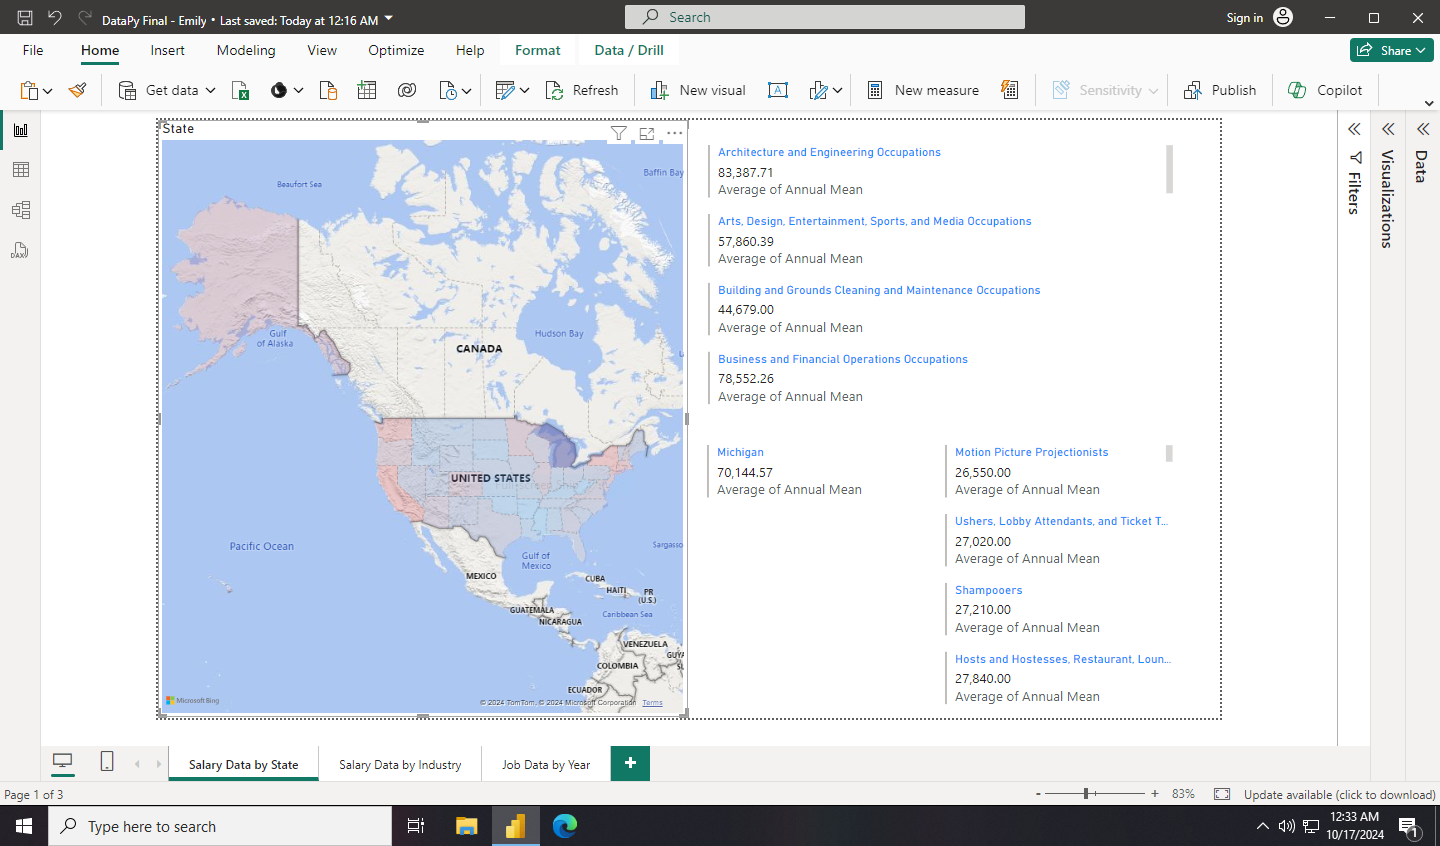 DataPy Final - Emily • Last saved: Today at 12:16 AM
Search
Sign in
File
Home
Insert
Modeling
View
Optimize
Help
Format
Data / Drill
Share
Get data
Refresh
New visual
New measure
Sensitivity
Publish
Copilot
State
Beaufort Sea
Baffin Bay
Gulf
of Alaska
Hudson Bay
CANADA
UNITED STATES
Pacific Ocean
Gulf of
Mexico
Sargasso
MEXICO
CUBA
HAITI
PR
(U.S.)
GUATEMALA
Caribbean Sea
NICARAGUA
VENEZUELA
GUYA
COLOMBIA
ECUADOR
Microsoft Bing
© 2024 TomTom, © 2024 Microsoft Corporation Terms
Architecture and Engineering Occupations
83,387.71
Average of Annual Mean
Arts, Design, Entertainment, Sports, and Media Occupations
57,860.39
Average of Annual Mean
Building and Grounds Cleaning and Maintenance Occupations
44,679.00
Average of Annual Mean
Business and Financial Operations Occupations
78,552.26
Average of Annual Mean
Michigan
70,144.57
Average of Annual Mean
Motion Picture Projectionists
26,550.00
Average of Annual Mean
Ushers, Lobby Attendants, and Ticket T...
27,020.00
Average of Annual Mean
Shampooers
27,210.00
Average of Annual Mean
Hosts and Hostesses, Restaurant, Loun...
27,840.00
Average of Annual Mean
Filters
Visualizations
Data
DAX
Salary Data by State
Salary Data by Industry
Job Data by Year
Page 1 of 3
83%
Update available (click to download)
Type here to search
12:33 AM
10/17/2024
1